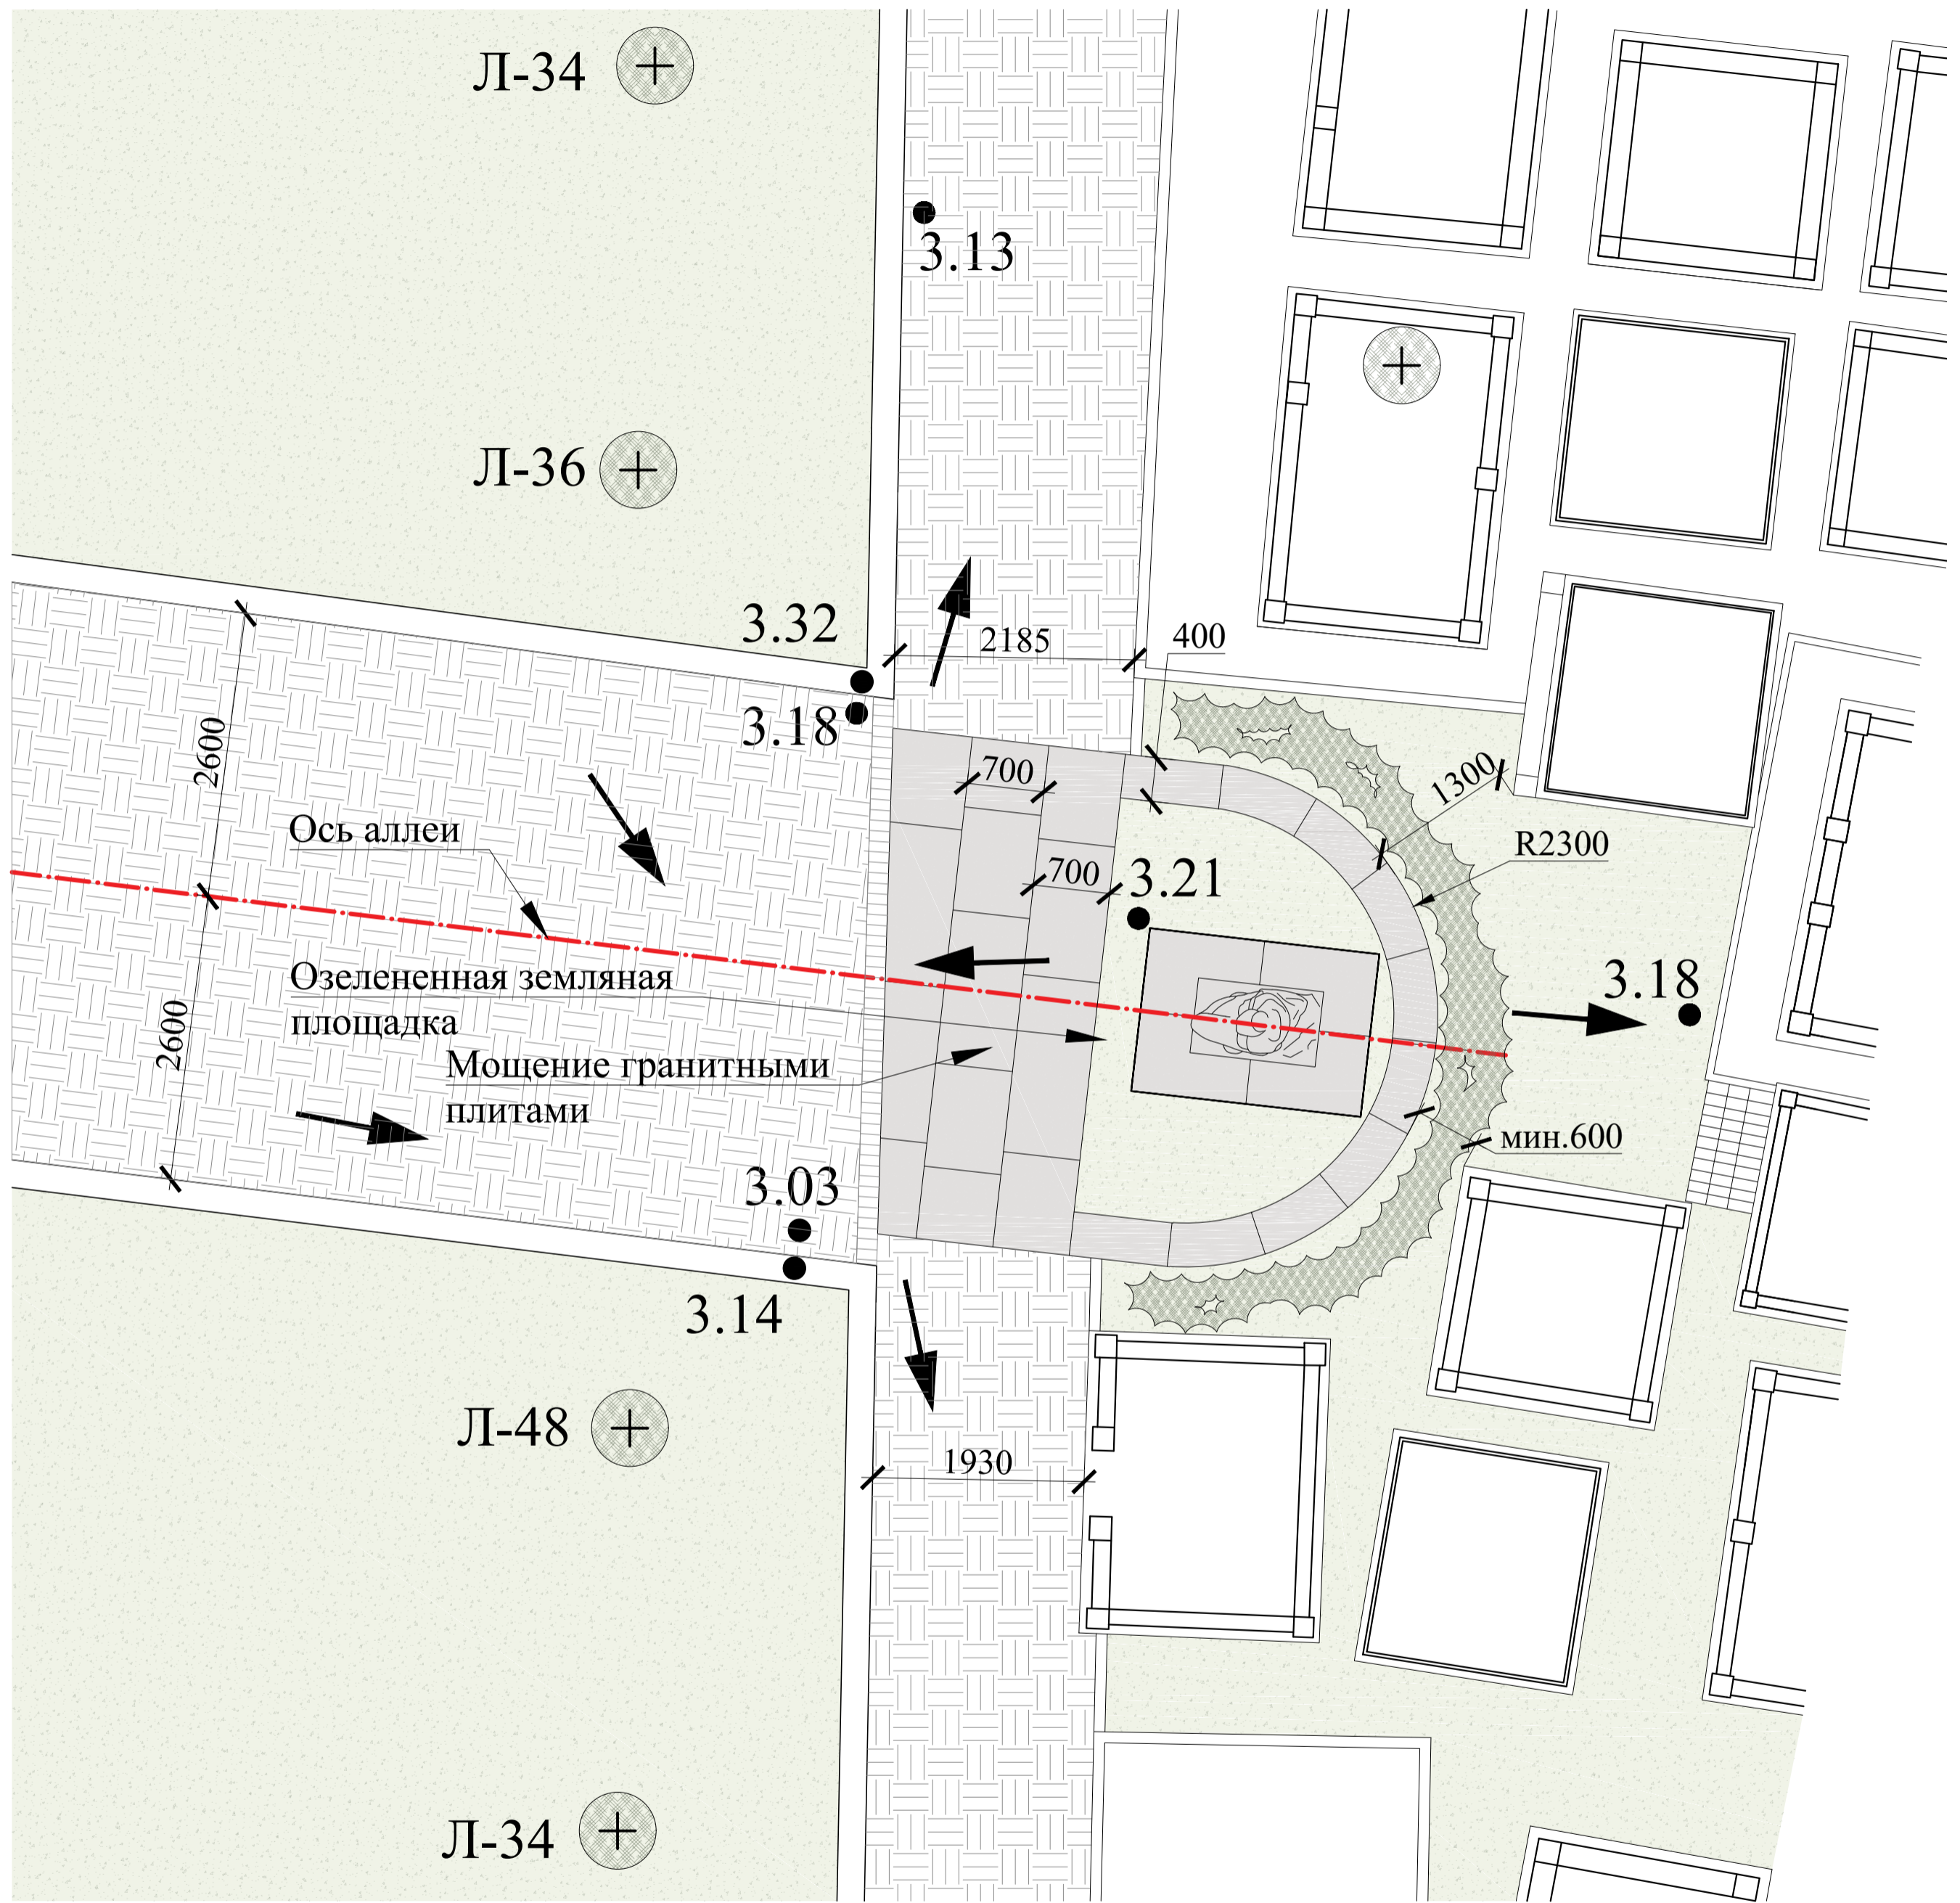 Л-34
3.13
Л-36
3.32
2185
400
3.18
2600
700
1300
Ось аллеи
R2300
700
3.21
Озелененная земляная
площадка
3.18
2600
Мощение гранитными
плитами
мин.600
3.03
3.14
Л-48
1930
Л-34